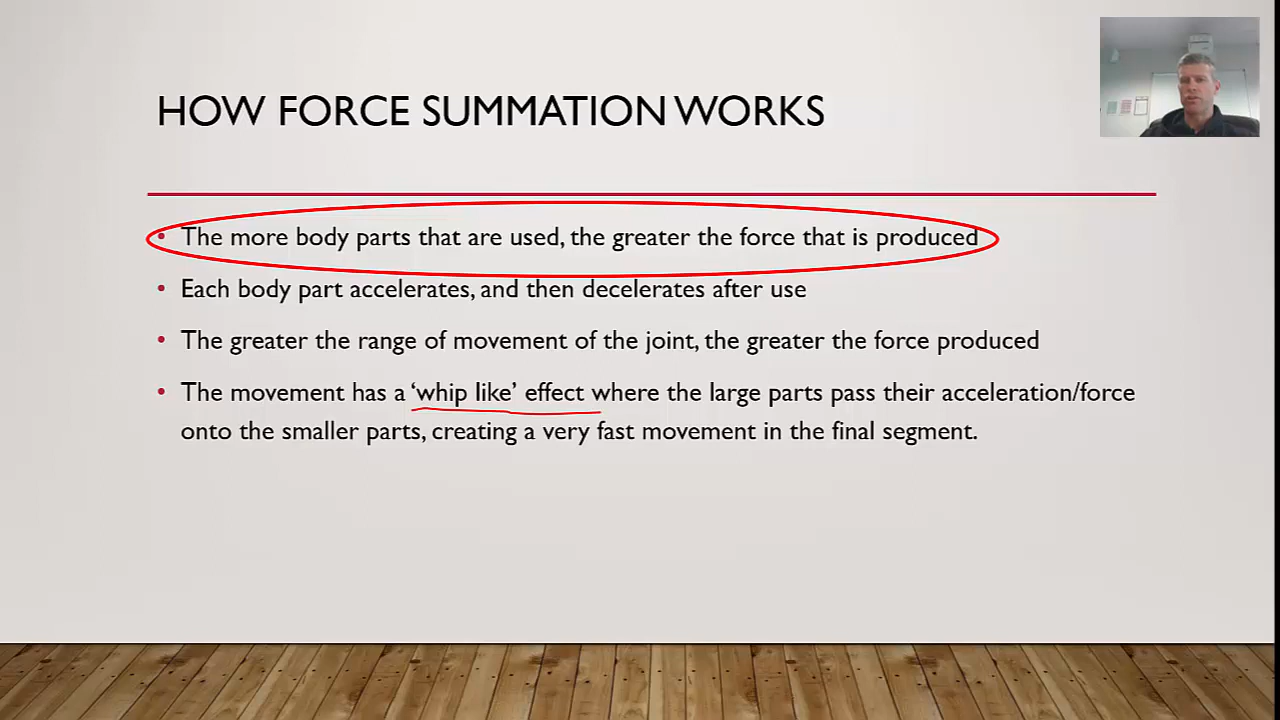 HOW FORCE SUMMATION WORKS
• The more body parts that are used, the greater the force that is produced
• Each body part accelerates, and then decelerates after use
• The greater the range of movement of the joint, the greater the force produced
• The movement has a ‘whip like’ effect where the large parts pass their acceleration/force
onto the smaller parts, creating a very fast movement in the final segment.